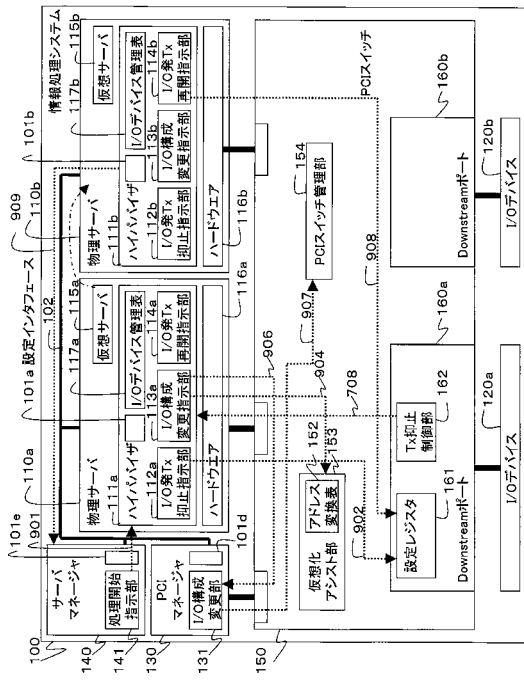 情報処理システム
100
101e
901
110a
117a
101a 設定インタフェース
115a
102
909
110b
101b
117b
115b
サーバ
マネージャ
処理開始
指示部
140
141
物理サーバ
111a
ハイパバイザ
112a
113a
114a
仮想サーバ
I/Oデバイス管理表
I/O発Tx
抑止指示部
I/O構成
変更指示部
I/O発Tx
再開指示部
ハードウエア
116a
物理サーバ
111b
ハイパバイザ
112b
113b
114b
仮想サーバ
I/Oデバイス管理表
I/O発Tx
抑止指示部
I/O構成
変更指示部
I/O発Tx
再開指示部
ハードウエア
116b
PCI
マネージャ
I/O構成
変更部
130
131
101d
150
PCIスイッチ
906
904
907
154
PCIスイッチ管理部
仮想化
アシスト部
アドレス
変換表
152
153
708
902
908
160a
設定レジスタ
161
Tx抑止
制御部
162
Downstreamポート
160b
Downstreamポート
120a
I/Oデバイス
120b
I/Oデバイス